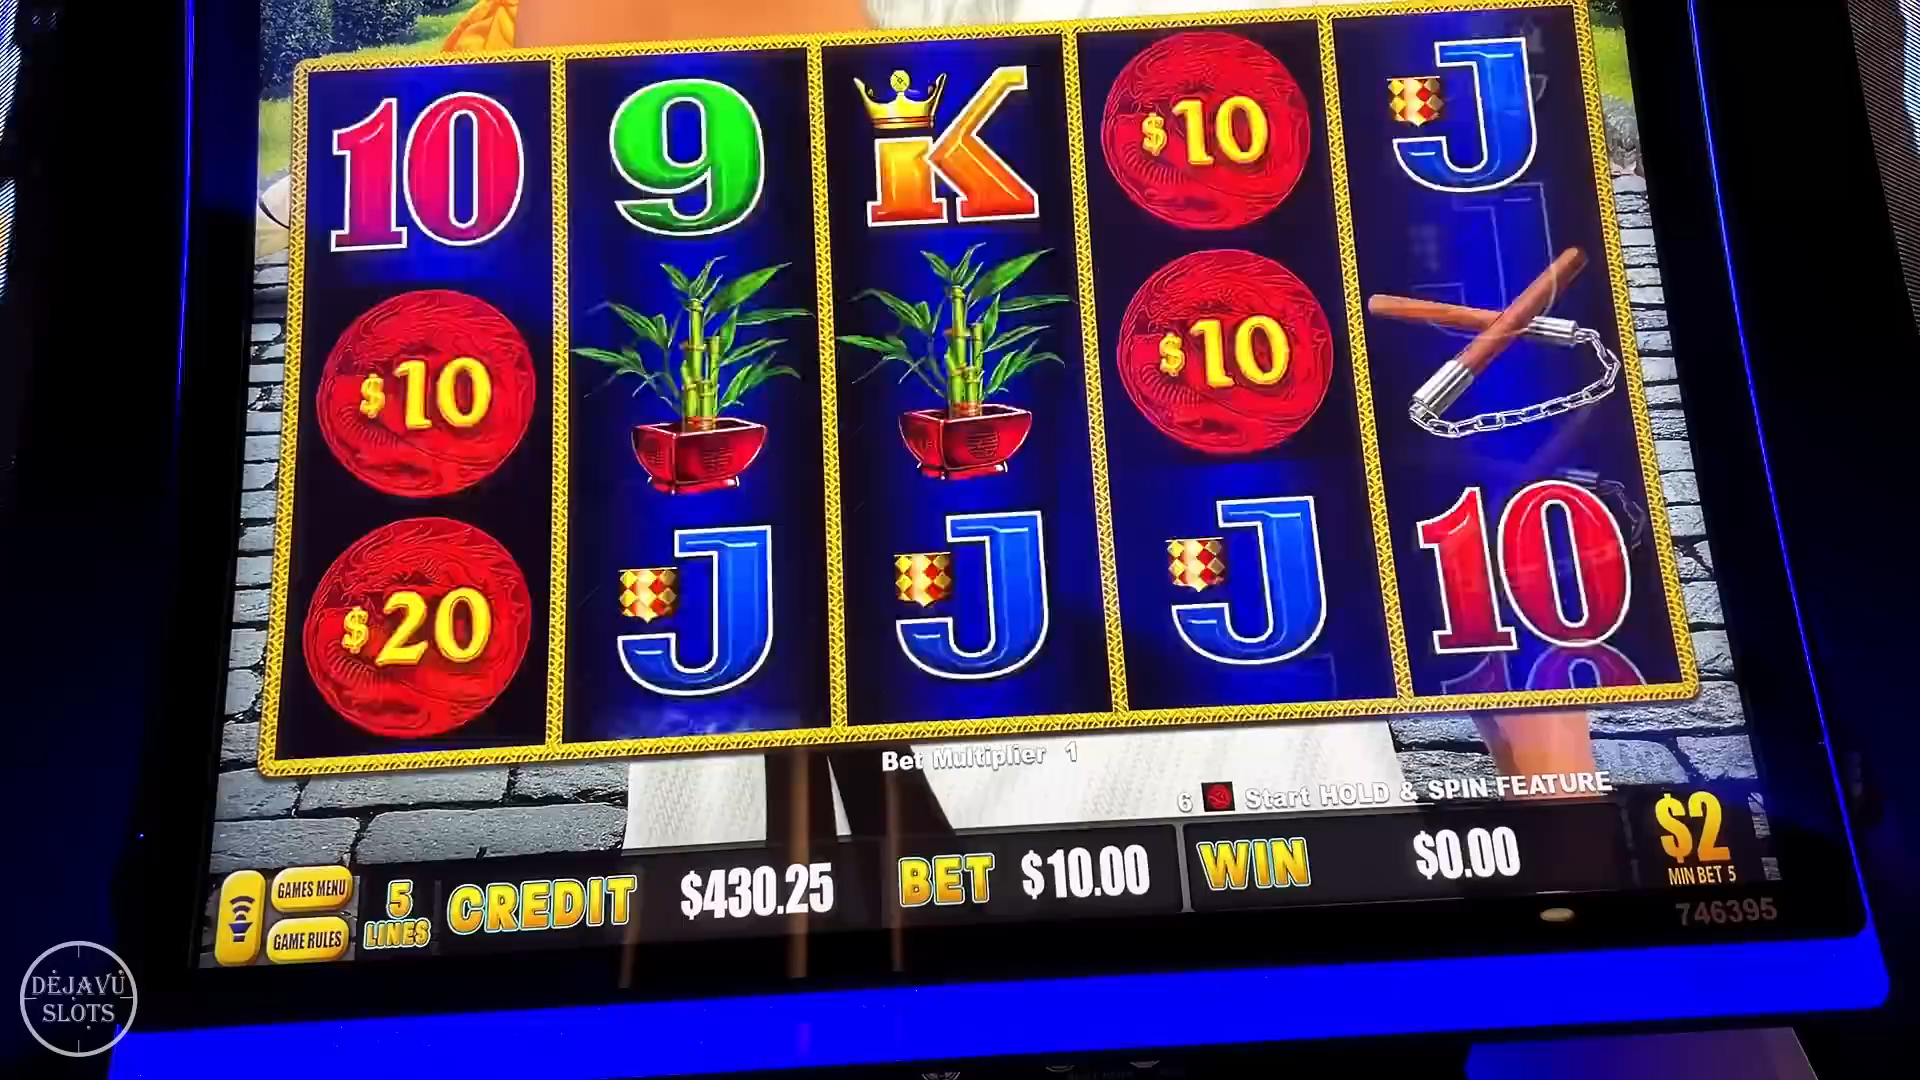 10 9 K $10 J
$10 $10
$20 J J J 10
Bet Multiplier 1
6 Start HOLD & SPIN FEATURE
GAMES MENU
GAME RULES
5 LINES
CREDIT $430.25
BET $10.00
WIN $0.00
$2
MIN BET 5
746395
DÉJAVÙ
SLOTS